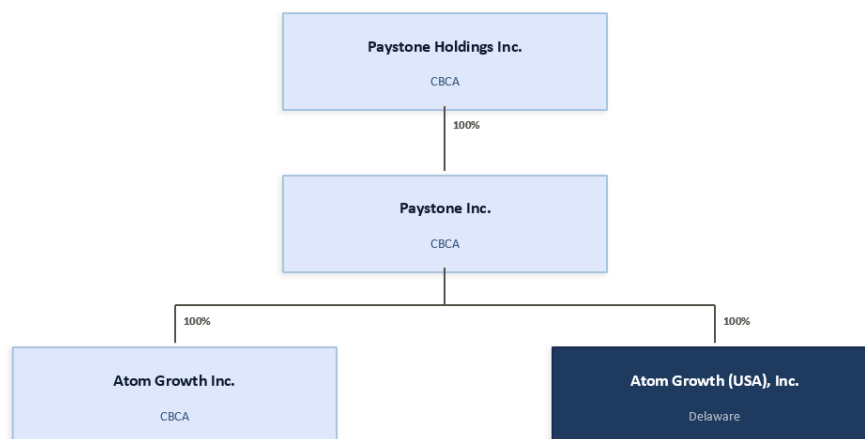 Paystone Holdings Inc.
CBCA
100%
Paystone Inc.
CBCA
100%
100%
Atom Growth Inc.
CBCA
Atom Growth (USA), Inc.
Delaware